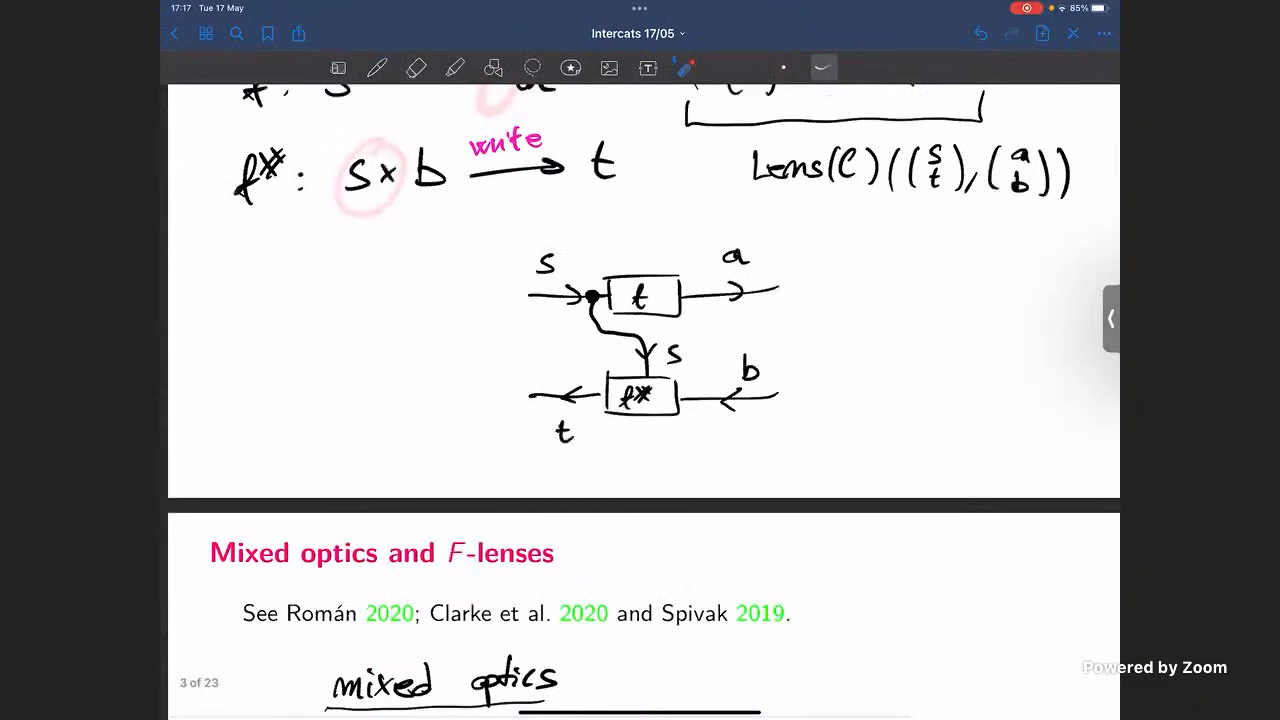 17:17 Tue 17 May
85%
Intercats 17/05
f*: s × b write t
Lens(C)((s t), (a b))
s a
f
s
f* b
t
Mixed optics and F-lenses
See Román 2020; Clarke et al. 2020 and Spivak 2019.
mixed optics
3 of 23
Powered by Zoom